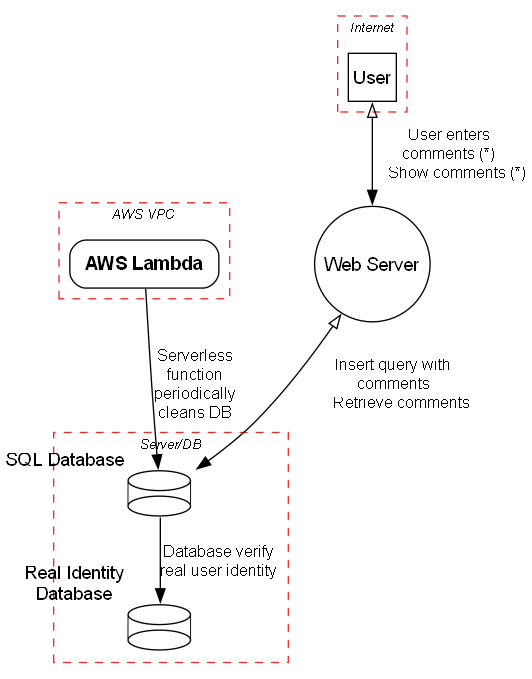 Internet
User
User enters
comments (*)
Show comments (*)
AWS VPC
AWS Lambda
Web Server
Serverless
function
periodically
cleans DB
Insert query with
comments
Retrieve comments
Server/DB
SQL Database
Database verify
real user identity
Real Identity
Database